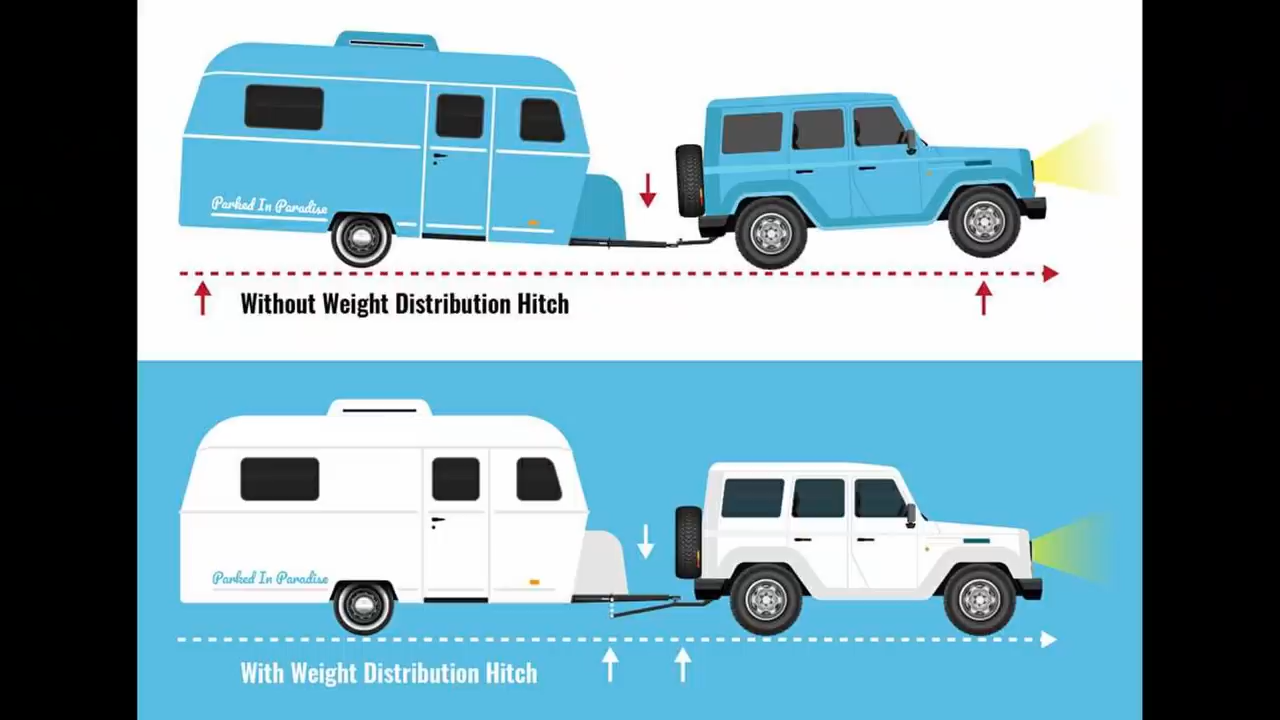 Parked In Paradise
Without Weight Distribution Hitch
Parked In Paradise
With Weight Distribution Hitch